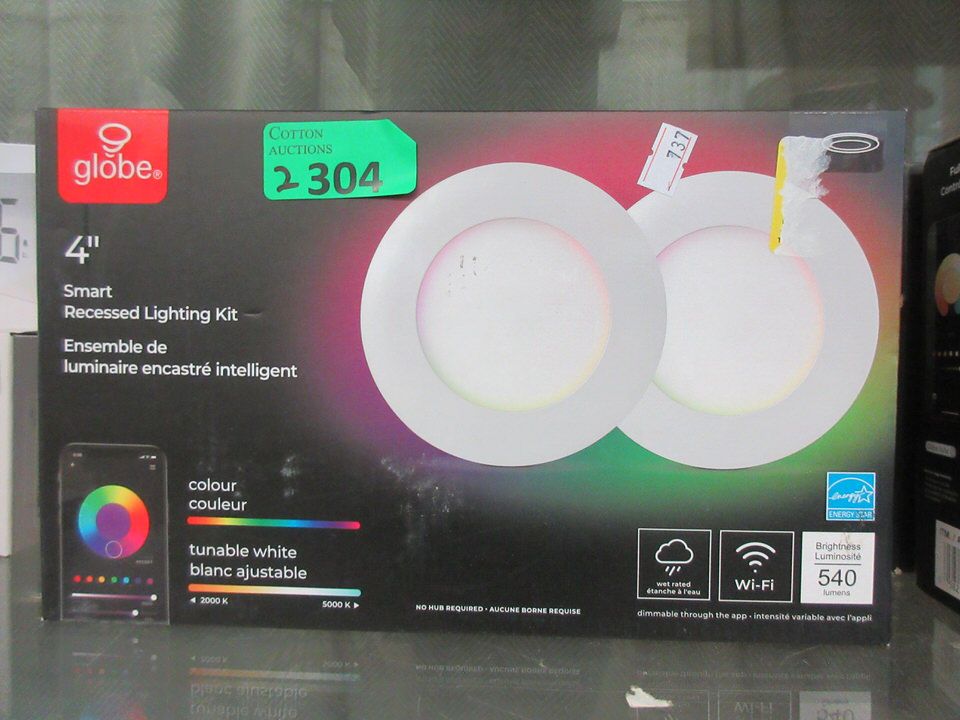 globe®
COTTON
AUCTIONS
2304
737
4"
Smart
Recessed Lighting Kit
Ensemble de
luminaire encastré intelligent
colour
couleur
tunable white
blanc ajustable
◄ 2000 K
5000 K ►
NO HUB REQUIRED • AUCUNE BORNE REQUISE
energy
ENERGY STAR
wet rated
étanche à l'eau
Wi-Fi
Brightness
Luminosité
540
lumens
dimmable through the app • intensité variable avec l'appli